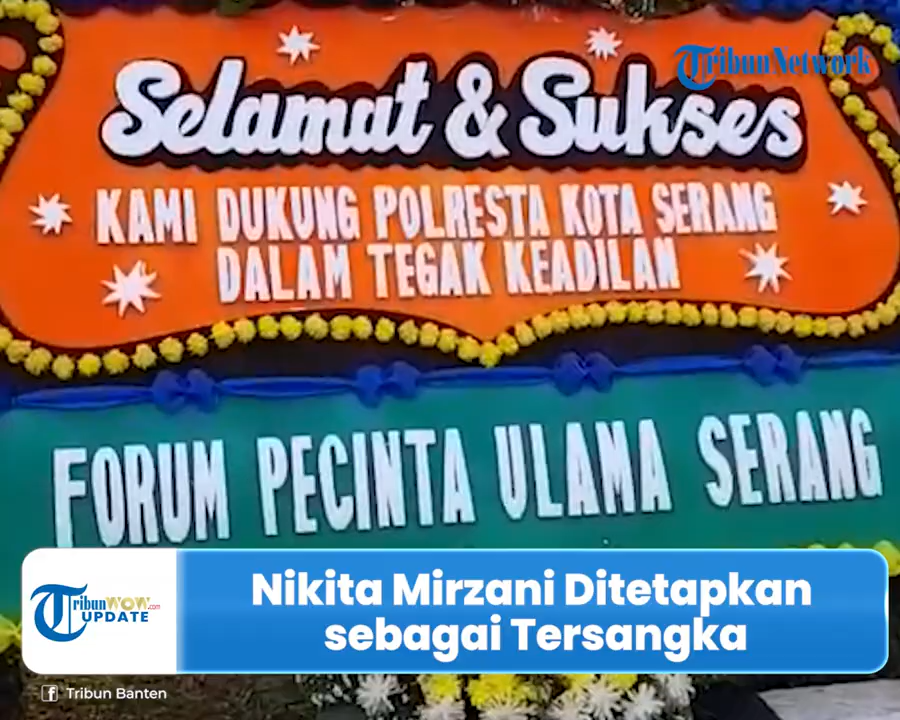 TribunNetwork
Selamat & Sukses
KAMI DUKUNG POLRESTA KOTA SERANG
DALAM TEGAK KEADILAN
FORUM PECINTA ULAMA SERANG
TribunWOW.com
UPDATE
Nikita Mirzani Ditetapkan
sebagai Tersangka
Tribun Banten